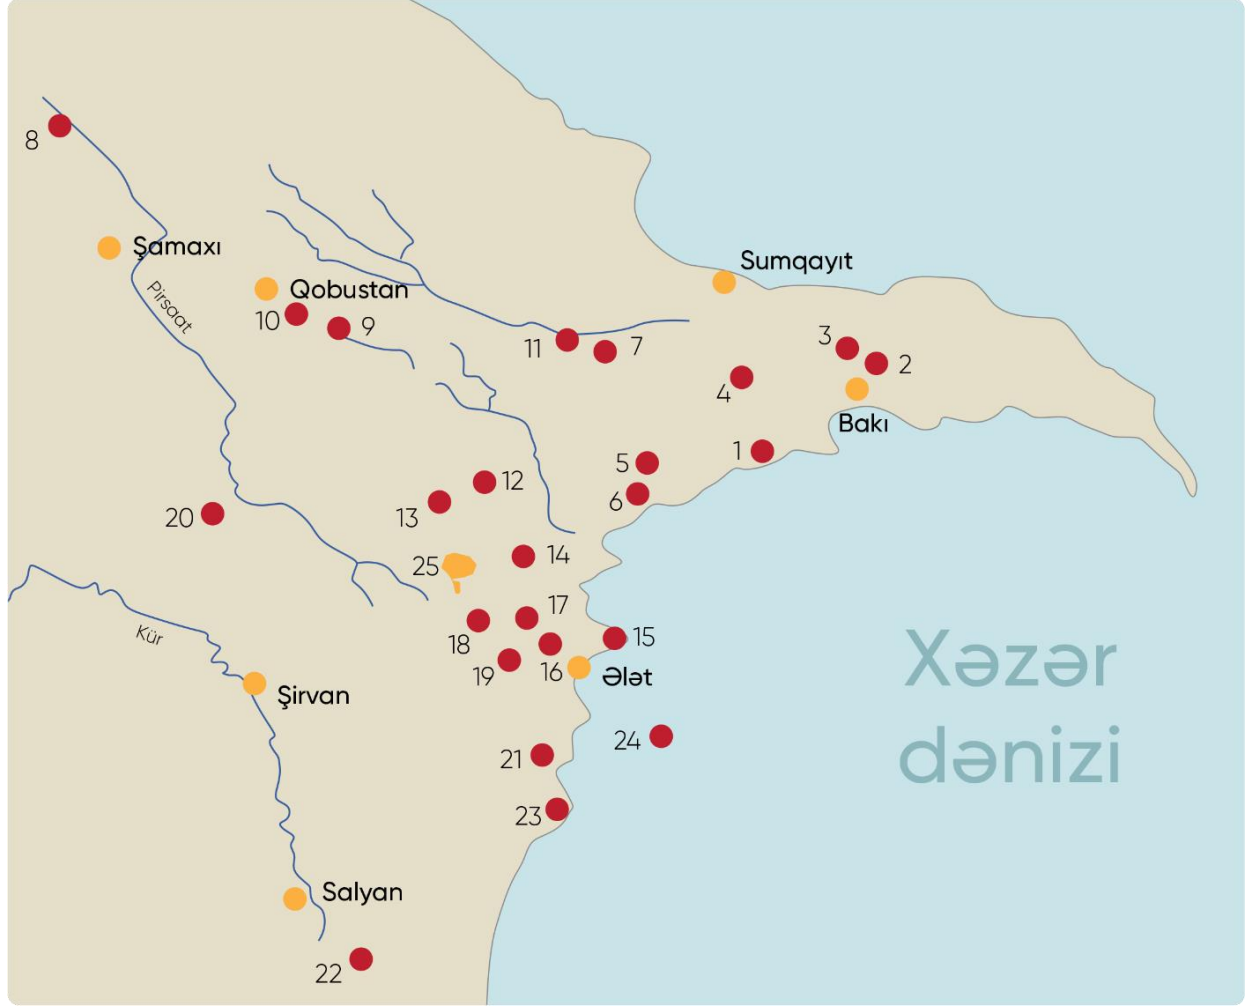 8
Şamaxı
Sumqayıt
Pirsaat
Qobustan
10
9
11
7
3
2
4
Bakı
1
5
12
6
13
20
14
25
17
Kür
18
15
16
19
Ələt
Xəzər
dənizi
Şirvan
24
21
23
Salyan
22